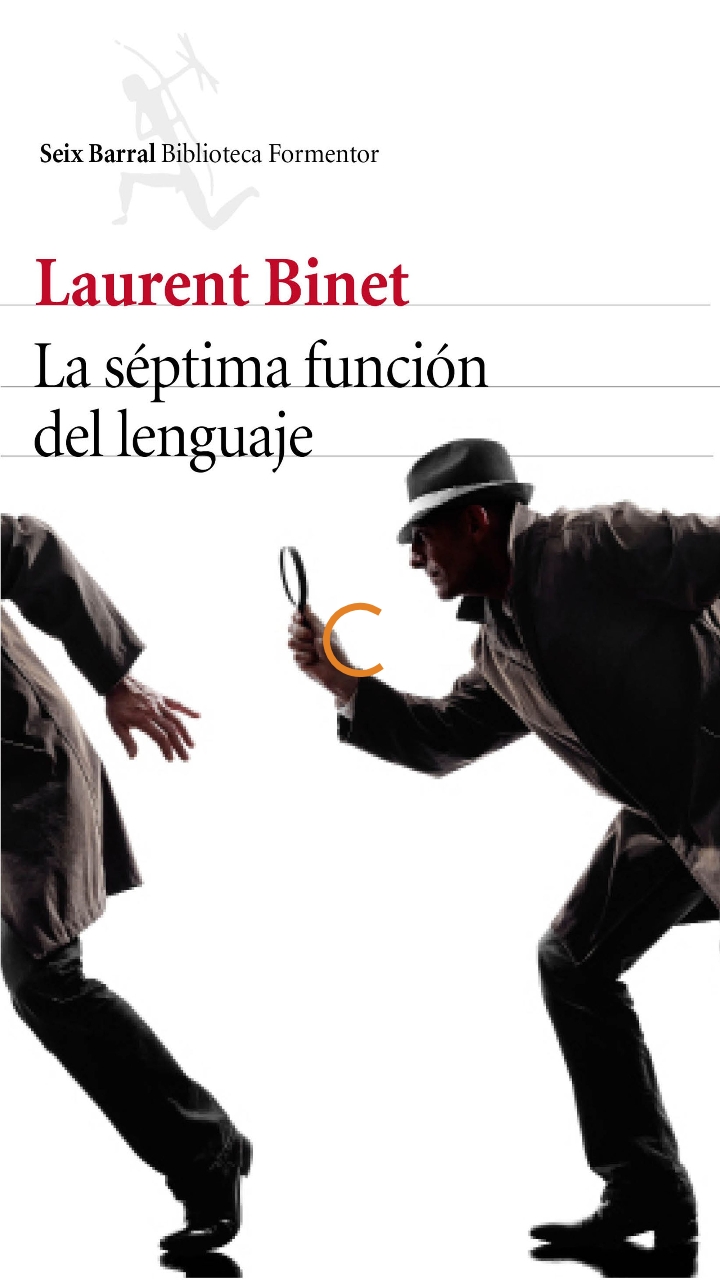 Seix Barral Biblioteca Formentor
Laurent Binet
La séptima función
del lenguaje